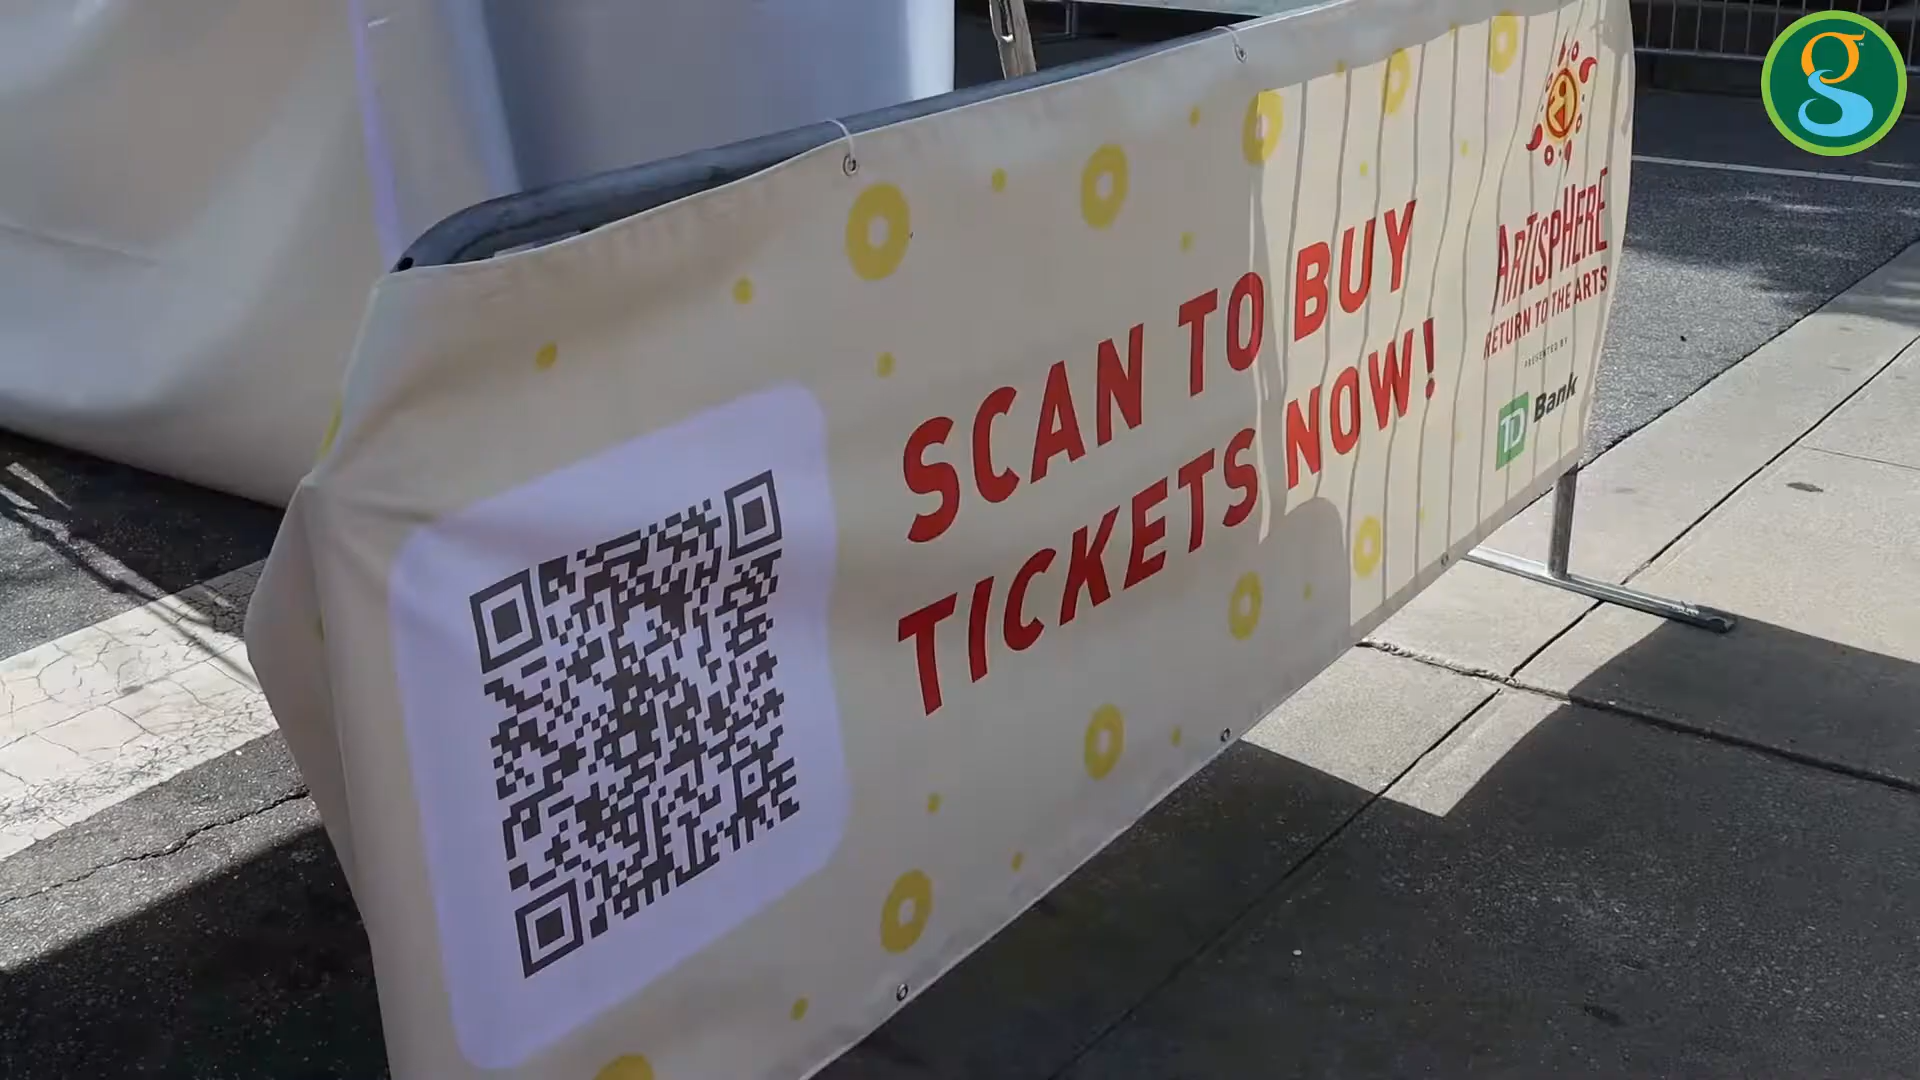 SCAN TO BUY
TICKETS NOW!
ARTISPHERE
RETURN TO THE ARTS
PRESENTED BY
TD Bank
g